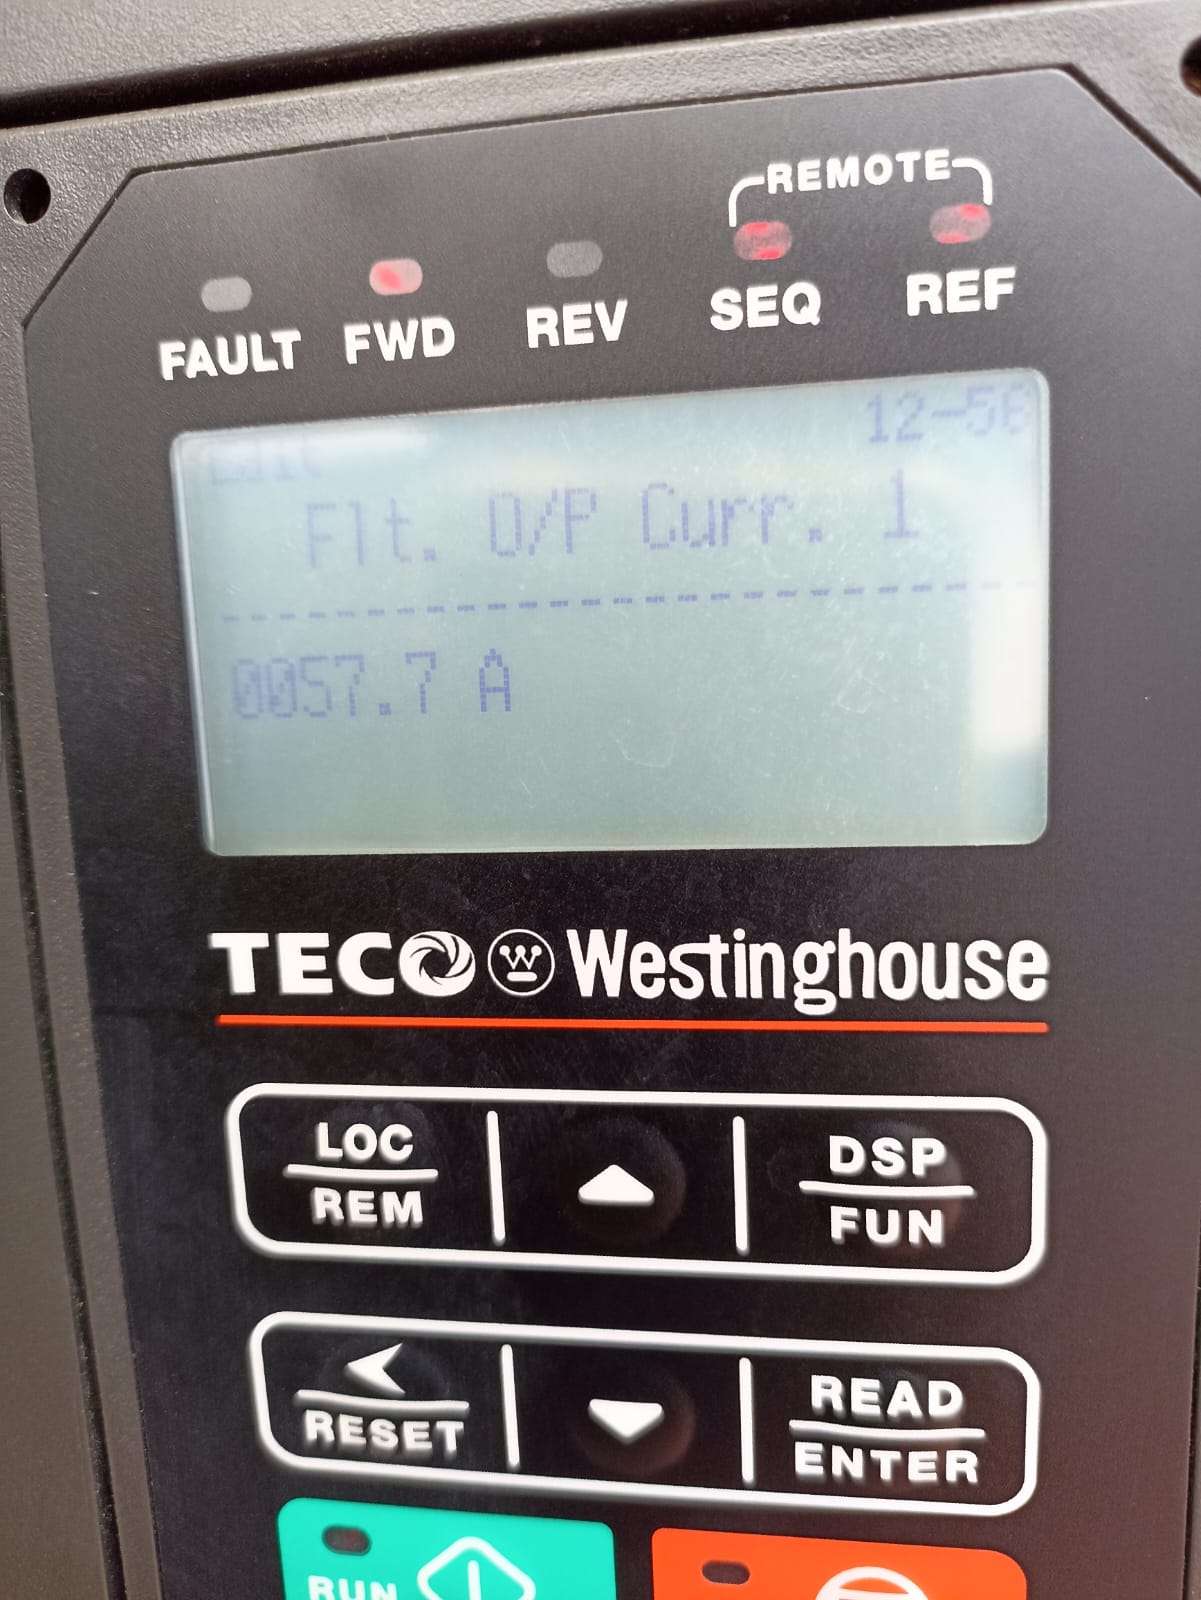 REMOTE
FAULT FWD REV SEQ REF
Edit 12-56
Flt. O/P Curr. 1
0057.7 A
TECO W Westinghouse
LOC DSP
REM FUN
READ
RESET ENTER
RUN